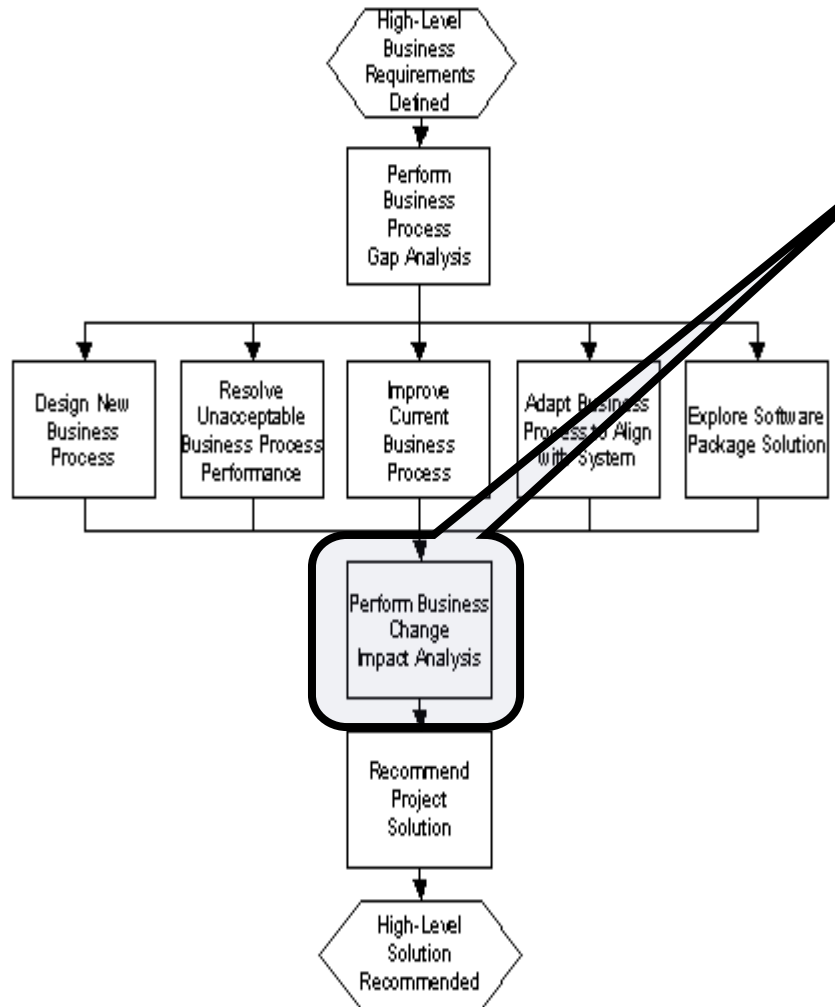 High-Level
Business
Requirements
Defined
Perform
Business
Process
Gap Analysis
Design New
Business
Process
Resolve
Unacceptable
Business Process
Performance
Improve
Current
Business
Process
Adapt Business
Process to Align
with System
Explore Software
Package Solution
Perform Business
Change
Impact Analysis
Recommend
Project
Solution
High-Level
Solution
Recommended